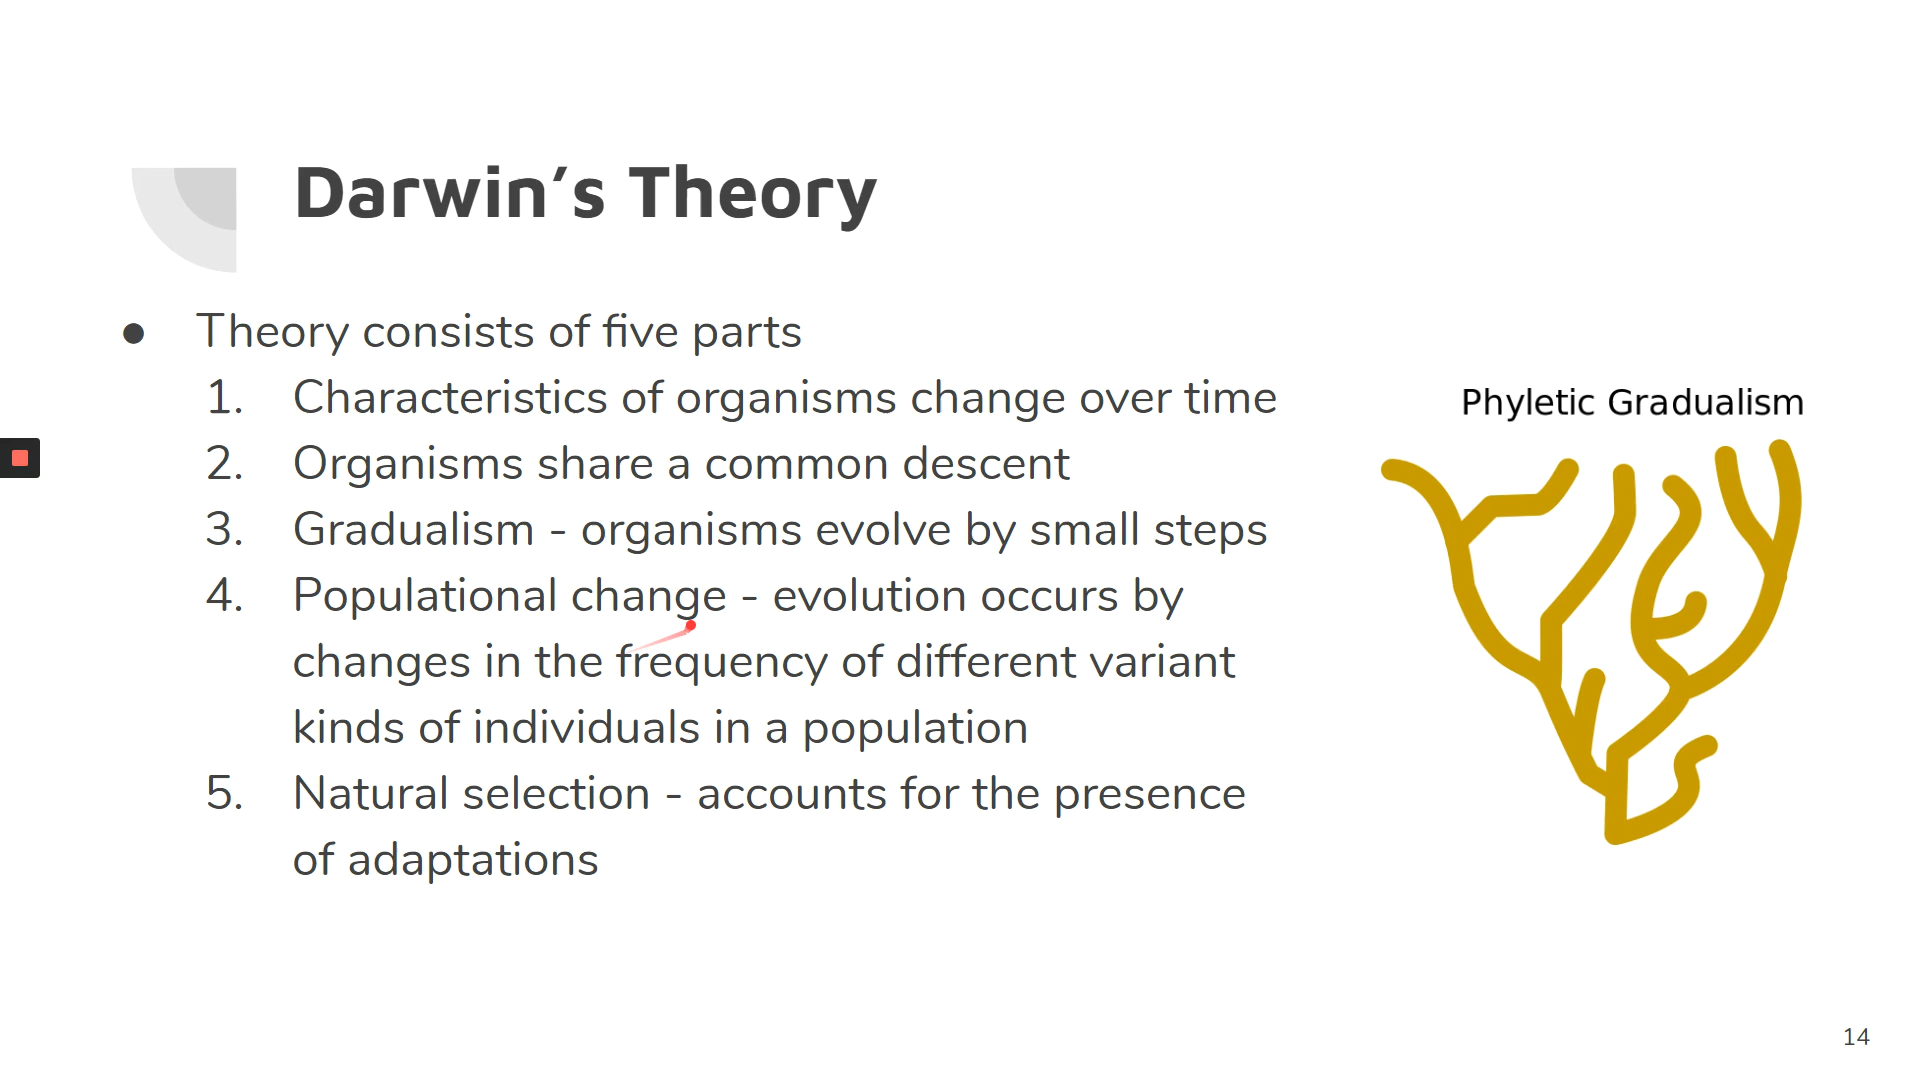 Darwin’s Theory
● Theory consists of five parts
1. Characteristics of organisms change over time
2. Organisms share a common descent
3. Gradualism - organisms evolve by small steps
4. Populational change - evolution occurs by
changes in the frequency of different variant
kinds of individuals in a population
5. Natural selection - accounts for the presence
of adaptations
Phyletic Gradualism
14